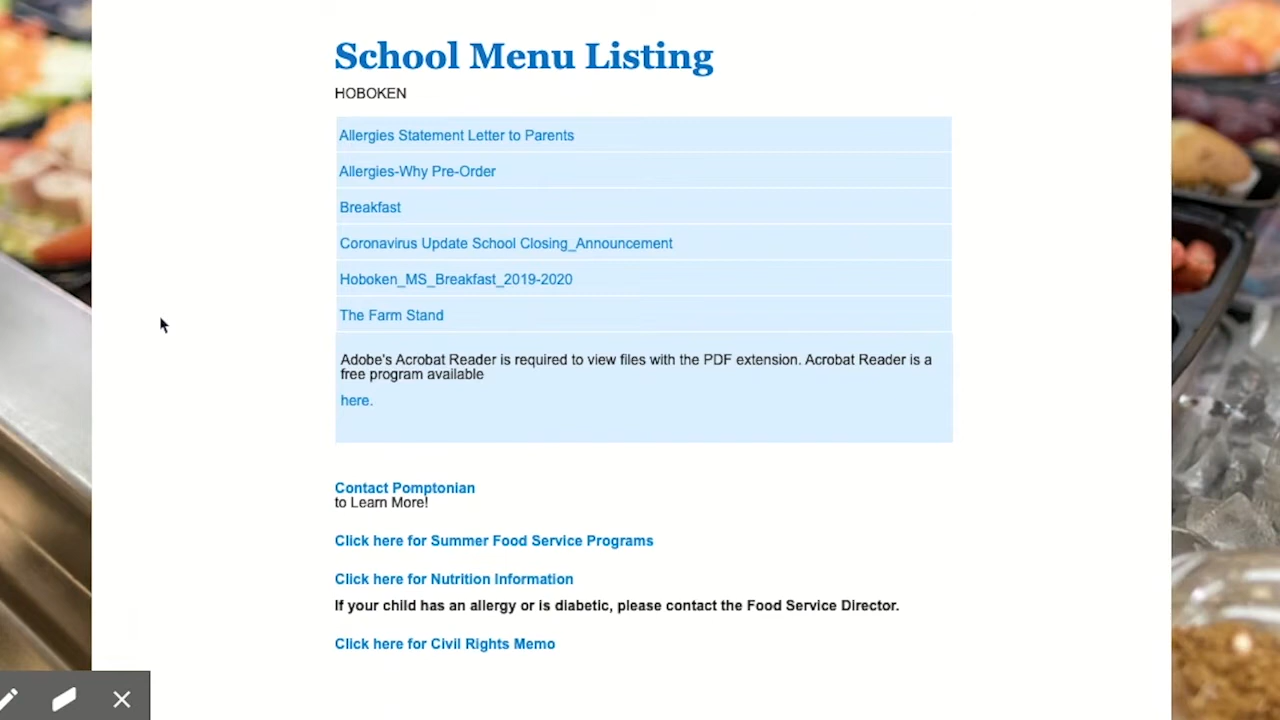 School Menu Listing
HOBOKEN
Allergies Statement Letter to Parents
Allergies-Why Pre-Order
Breakfast
Coronavirus Update School Closing_Announcement
Hoboken_MS_Breakfast_2019-2020
The Farm Stand
Adobe's Acrobat Reader is required to view files with the PDF extension. Acrobat Reader is a
free program available
here.
Contact Pomptonian
to Learn More!
Click here for Summer Food Service Programs
Click here for Nutrition Information
If your child has an allergy or is diabetic, please contact the Food Service Director.
Click here for Civil Rights Memo